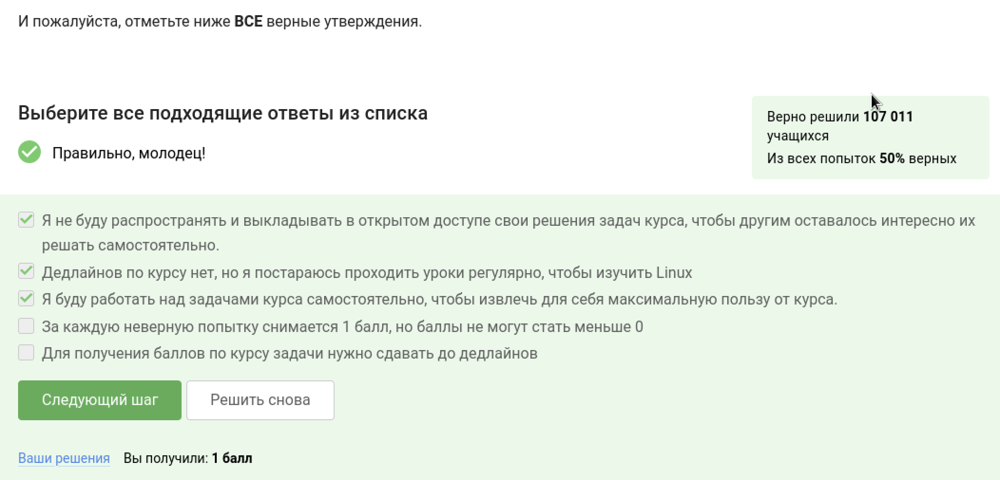 И пожалуйста, отметьте ниже ВСЕ верные утверждения.
Выберите все подходящие ответы из списка
Правильно, молодец!
Верно решили 107 011
учащихся
Из всех попыток 50% верных
Я не буду распространять и выкладывать в открытом доступе свои решения задач курса, чтобы другим оставалось интересно их
решать самостоятельно.
Дедлайнов по курсу нет, но я постараюсь проходить уроки регулярно, чтобы изучить Linux
Я буду работать над задачами курса самостоятельно, чтобы извлечь для себя максимальную пользу от курса.
За каждую неверную попытку снимается 1 балл, но баллы не могут стать меньше 0
Для получения баллов по курсу задачи нужно сдавать до дедлайнов
Следующий шаг
Решить снова
Ваши решения Вы получили: 1 балл